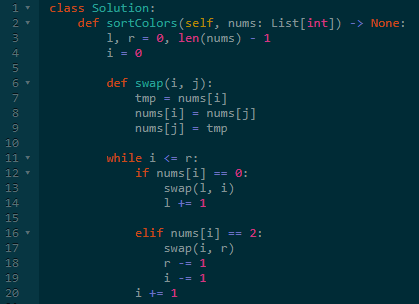 1 class Solution:
2     def sortColors(self, nums: List[int]) -> None:
3         l, r = 0, len(nums) - 1
4         i = 0
5
6         def swap(i, j):
7             tmp = nums[i]
8             nums[i] = nums[j]
9             nums[j] = tmp
10
11         while i <= r:
12             if nums[i] == 0:
13                 swap(l, i)
14                 l += 1
15
16             elif nums[i] == 2:
17                 swap(i, r)
18                 r -= 1
19                 i -= 1
20             i += 1